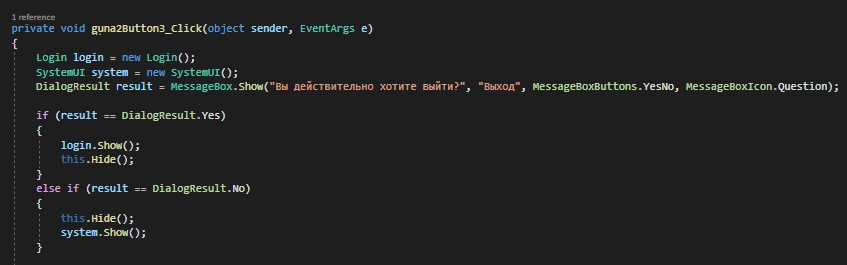 1 reference
private void guna2Button3_Click(object sender, EventArgs e)
{
Login login = new Login();
SystemUI system = new SystemUI();
DialogResult result = MessageBox.Show("Вы действительно хотите выйти?", "Выход", MessageBoxButtons.YesNo, MessageBoxIcon.Question);
if (result == DialogResult.Yes)
{
login.Show();
this.Hide();
}
else if (result == DialogResult.No)
{
this.Hide();
system.Show();
}